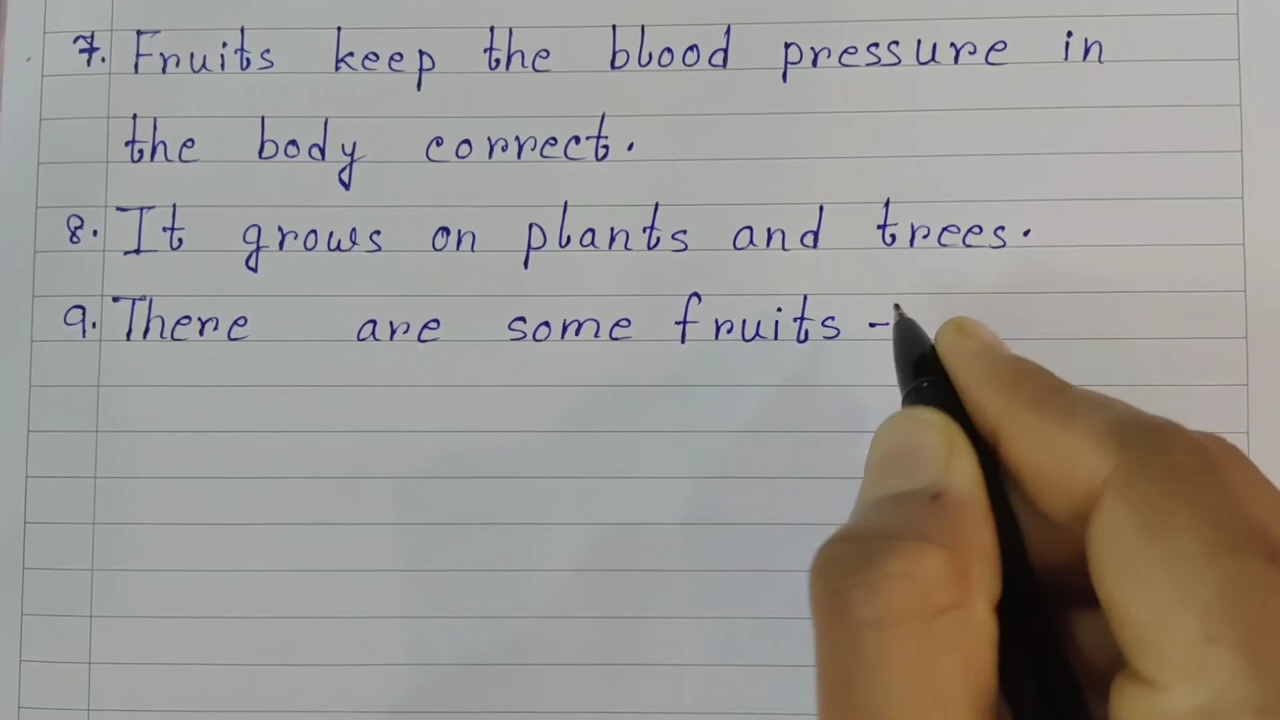 7. Fruits keep the blood pressure in
the body correct.
8. It grows on plants and trees.
9. There are some fruits -